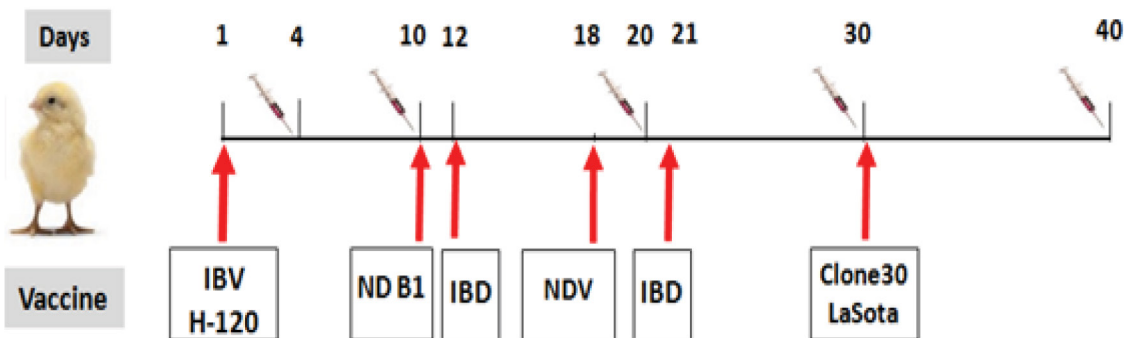 Days
1 4 10 12 18 20 21 30 40
Vaccine
IBV
H-120
ND B1
IBD
NDV
IBD
Clone30
LaSota